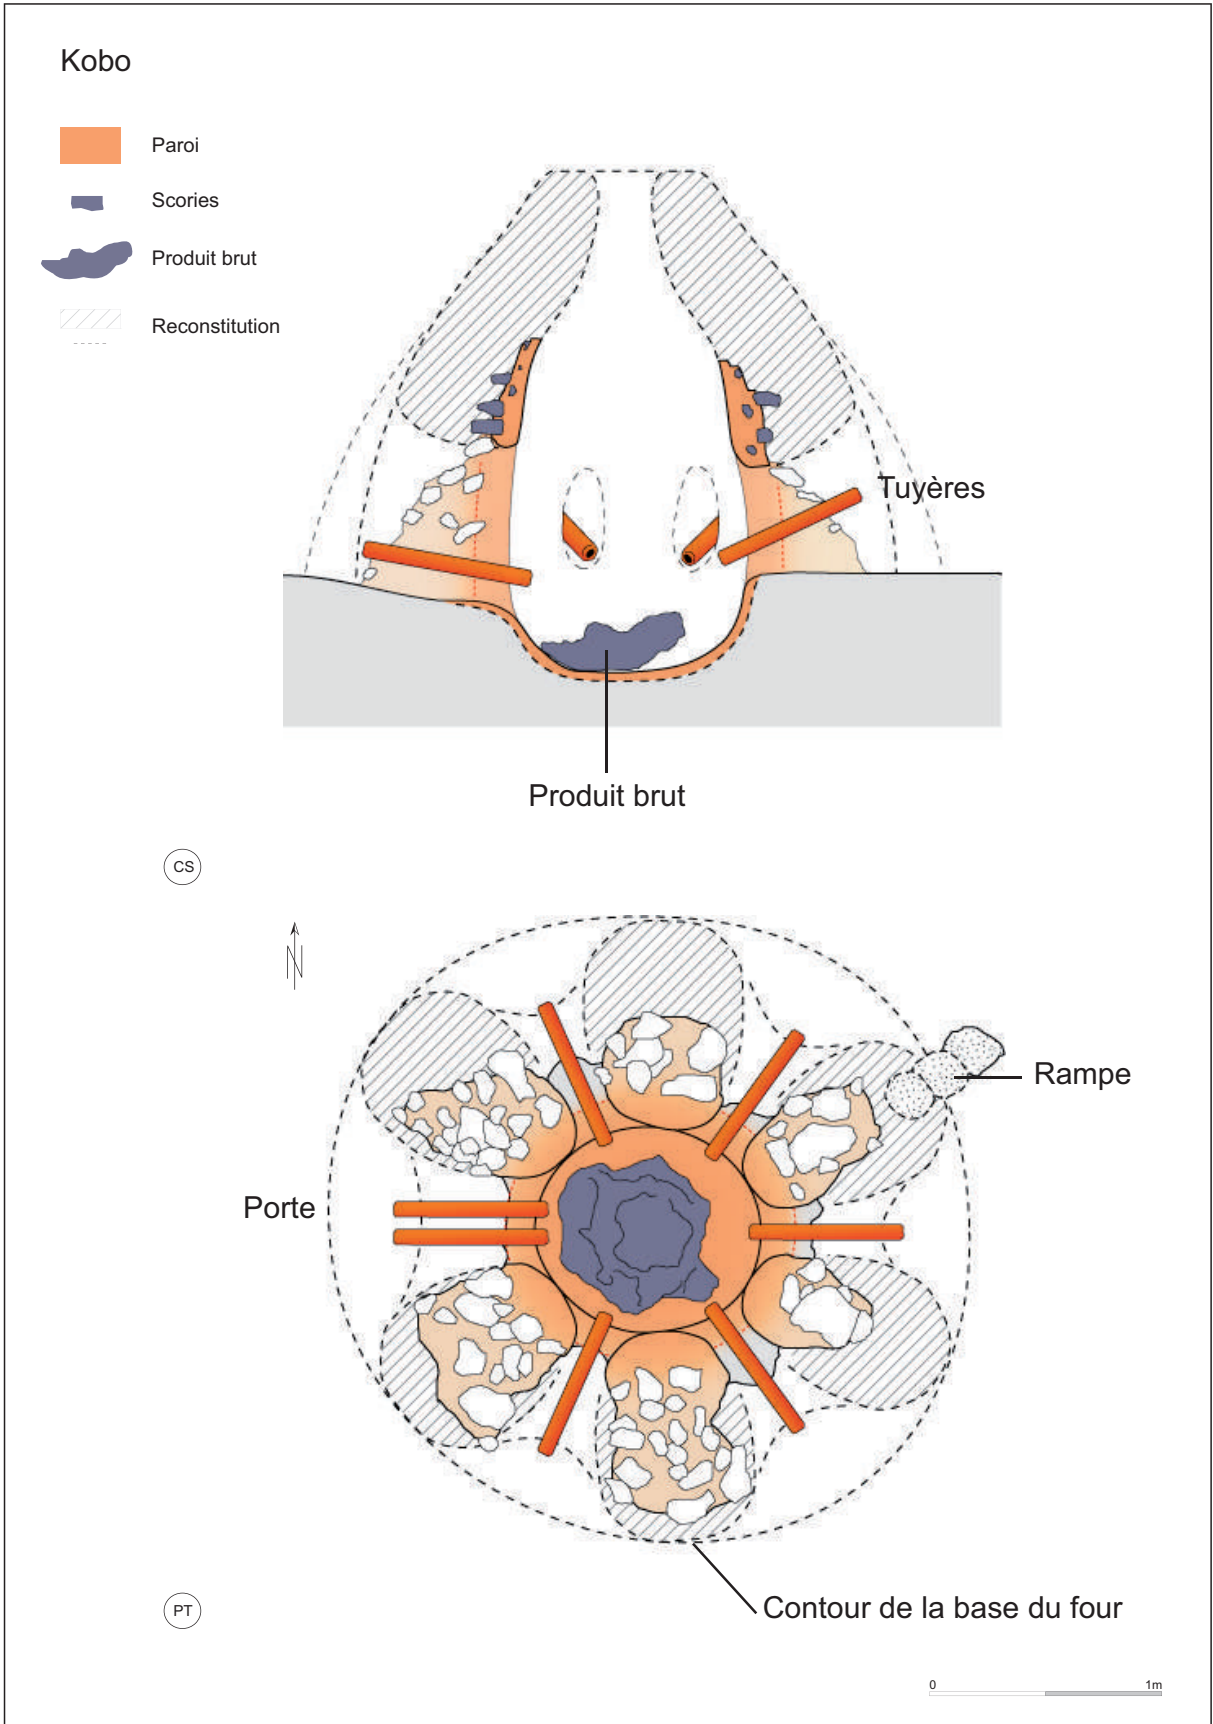 Kobo
Paroi
Scories
Produit brut
Reconstitution
Tuyères
Produit brut
CS
N
Rampe
Porte
Contour de la base du four
PT
0 1m